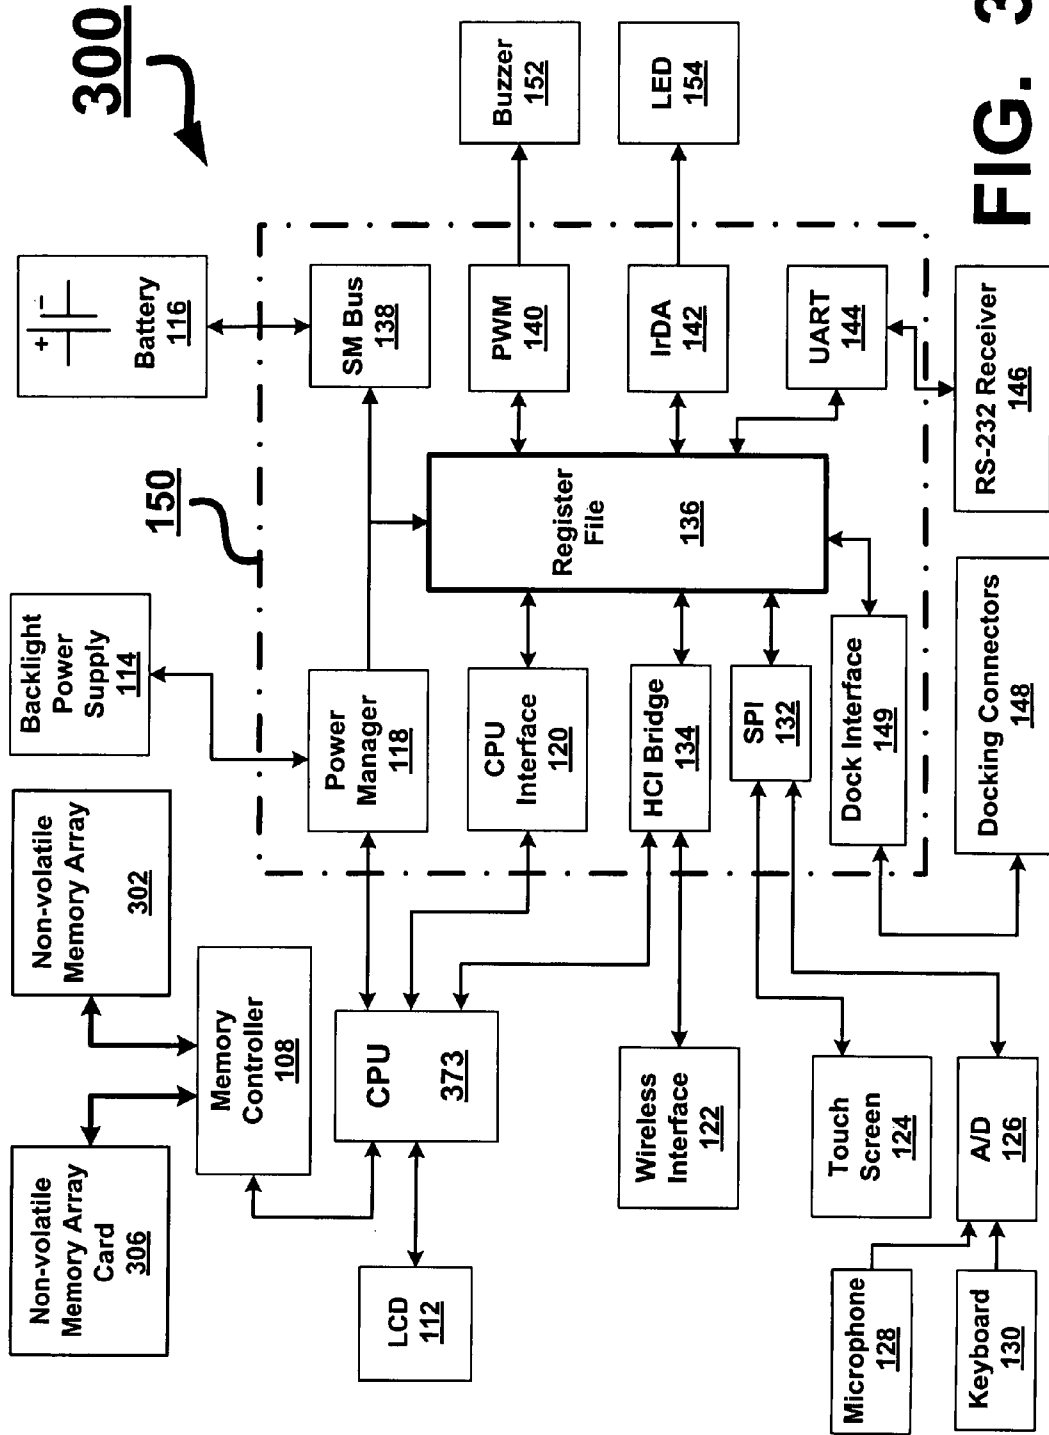 300
Non-volatile
Memory Array
Card
306
Non-volatile
Memory Array
302
Backlight
Power
Supply
114
Battery
116
+
−
150
Memory
Controller
108
LCD
112
CPU
373
Power
Manager
118
SM Bus
138
CPU
Interface
120
PWM
140
Buzzer
152
Register
File
136
Wireless
Interface
122
HCI Bridge
134
IrDA
142
LED
154
Touch
Screen
124
SPI
132
UART
144
Microphone
128
Keyboard
130
A/D
126
Dock Interface
149
Docking Connectors
148
RS-232 Receiver
146
FIG. 3